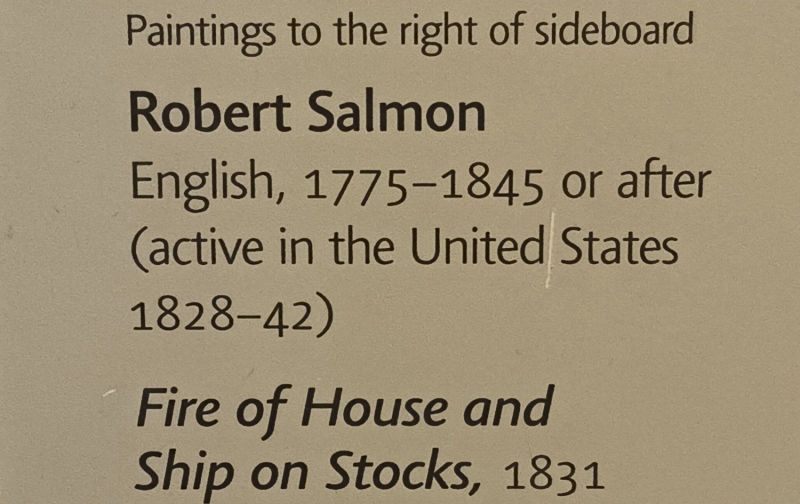 Paintings to the right of sideboard
Robert Salmon
English, 1775–1845 or after
(active in the United States
1828–42)
Fire of House and
Ship on Stocks, 1831